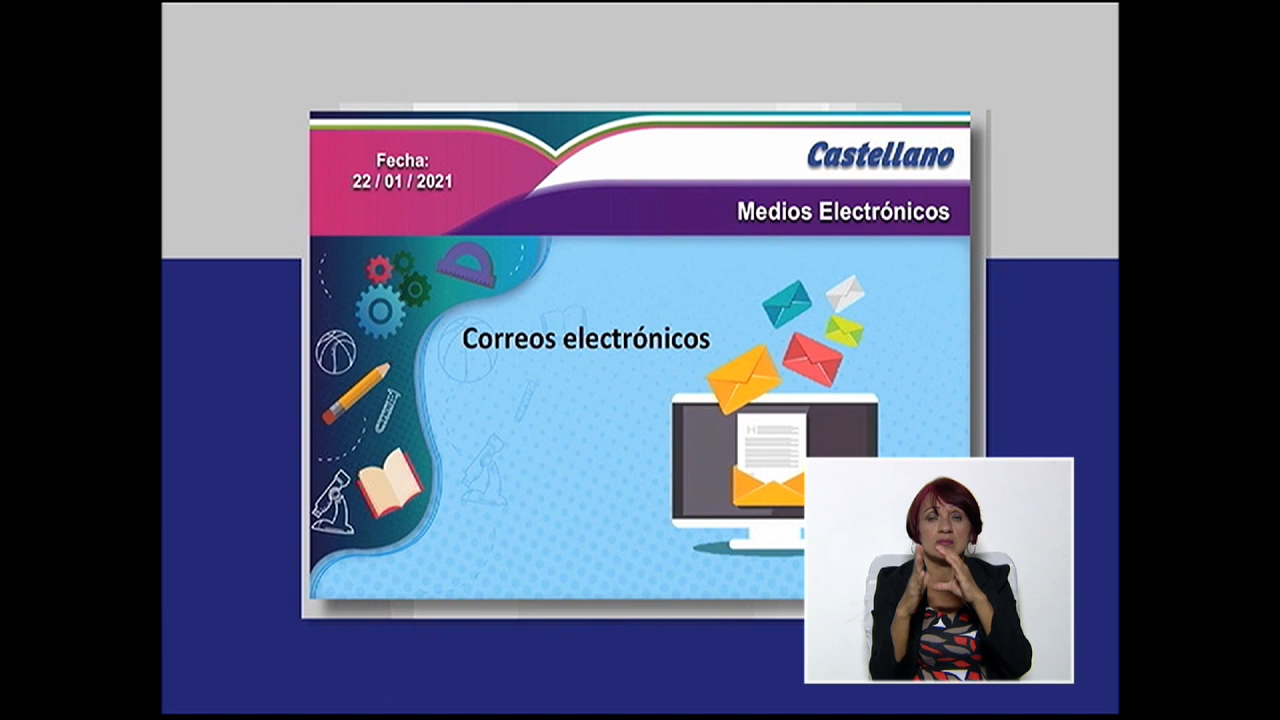 Fecha:
22 / 01 / 2021
Castellano
Medios Electrónicos
Correos electrónicos